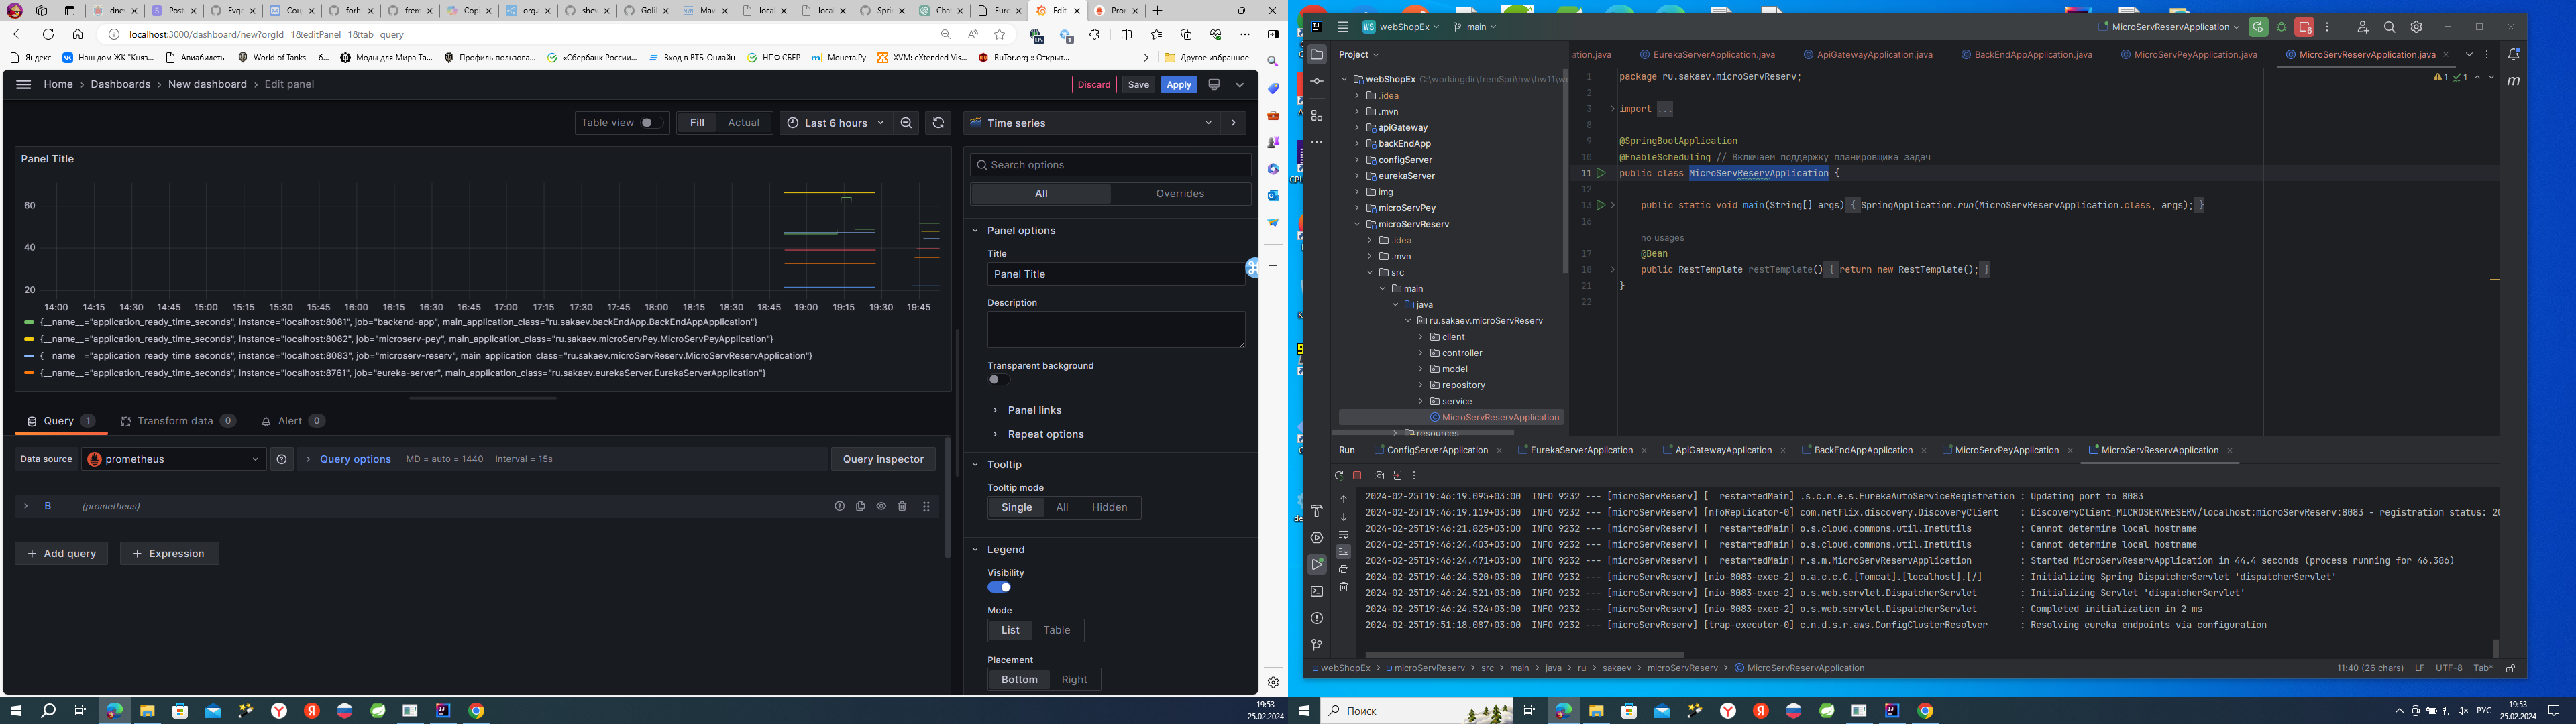 dnev
Post
Evge
Соц
forh
frem
Cop
org.
shev
Goli
Mav
loca
loca
Spri
Cha
Eure
Edit
Pro
localhost:3000/dashboard/new?orgId=1&editPanel=1&tab=query
Яндекс
Наш дом ЖК "Княз...
Авиабилеты
World of Tanks — б...
Моды для Мира Та...
Профиль пользова...
«Сбербанк России...
Вход в ВТБ-Онлайн
НПФ СБЕР
Монета.Ру
XVM: eXtended Vis...
RuTor.org :: Открыт...
Другое избранное
Home › Dashboards › New dashboard › Edit panel
Discard
Save
Apply
Table view
Fill
Actual
Last 6 hours
Time series
Panel Title
60
40
20
14:00 14:15 14:30 14:45 15:00 15:15 15:30 15:45 16:00 16:15 16:30 16:45 17:00 17:15 17:30 17:45 18:00 18:15 18:30 18:45 19:00 19:15 19:30 19:45
{__name__="application_ready_time_seconds", instance="localhost:8081", job="backend-app", main_application_class="ru.sakaev.backEndApp.BackEndAppApplication"}
{__name__="application_ready_time_seconds", instance="localhost:8082", job="microserv-pey", main_application_class="ru.sakaev.microServPey.MicroServPeyApplication"}
{__name__="application_ready_time_seconds", instance="localhost:8083", job="microserv-reserv", main_application_class="ru.sakaev.microServReserv.MicroServReservApplication"}
{__name__="application_ready_time_seconds", instance="localhost:8761", job="eureka-server", main_application_class="ru.sakaev.eurekaServer.EurekaServerApplication"}
Query 1
Transform data 0
Alert 0
Data source
prometheus
Query options
MD = auto = 1440
Interval = 15s
Query inspector
B
(prometheus)
+ Add query
+ Expression
Search options
All
Overrides
Panel options
Title
Panel Title
Description
Transparent background
Panel links
Repeat options
Tooltip
Tooltip mode
Single
All
Hidden
Legend
Visibility
Mode
List
Table
Placement
Bottom
Right
19:53
25.02.2024
WS
webShopEx
main
MicroServReservApplication
Project
ation.java
EurekaServerApplication.java
ApiGatewayApplication.java
BackEndAppApplication.java
MicroServPeyApplication.java
MicroServReservApplication.java
webShopEx C:\workingdir\fremSpri\hw\hw11\we
.idea
.mvn
apiGateway
backEndApp
configServer
eurekaServer
img
microServPey
microServReserv
.idea
.mvn
src
main
java
ru.sakaev.microServReserv
client
controller
model
repository
service
MicroServReservApplication
resources
1 package ru.sakaev.microServReserv;
2
3 import ...
8
9 @SpringBootApplication
10 @EnableScheduling // Включаем поддержку планировщика задач
11 public class MicroServReservApplication {
12
13 public static void main(String[] args) { SpringApplication.run(MicroServReservApplication.class, args); }
16
no usages
17 @Bean
18 public RestTemplate restTemplate() { return new RestTemplate(); }
21 }
22
1 1
Run
ConfigServerApplication
EurekaServerApplication
ApiGatewayApplication
BackEndAppApplication
MicroServPeyApplication
MicroServReservApplication
2024-02-25T19:46:19.095+03:00 INFO 9232 --- [microServReserv] [ restartedMain] .s.c.n.e.s.EurekaAutoServiceRegistration : Updating port to 8083
2024-02-25T19:46:19.119+03:00 INFO 9232 --- [microServReserv] [nfoReplicator-0] com.netflix.discovery.DiscoveryClient : DiscoveryClient_MICROSERVRESERV/localhost:microServReserv:8083 - registration status: 20
2024-02-25T19:46:21.825+03:00 INFO 9232 --- [microServReserv] [ restartedMain] o.s.cloud.commons.util.InetUtils : Cannot determine local hostname
2024-02-25T19:46:24.403+03:00 INFO 9232 --- [microServReserv] [ restartedMain] o.s.cloud.commons.util.InetUtils : Cannot determine local hostname
2024-02-25T19:46:24.471+03:00 INFO 9232 --- [microServReserv] [ restartedMain] r.s.m.MicroServReservApplication : Started MicroServReservApplication in 44.4 seconds (process running for 46.386)
2024-02-25T19:46:24.520+03:00 INFO 9232 --- [microServReserv] [nio-8083-exec-2] o.a.c.c.C.[Tomcat].[localhost].[/] : Initializing Spring DispatcherServlet 'dispatcherServlet'
2024-02-25T19:46:24.521+03:00 INFO 9232 --- [microServReserv] [nio-8083-exec-2] o.s.web.servlet.DispatcherServlet : Initializing Servlet 'dispatcherServlet'
2024-02-25T19:46:24.524+03:00 INFO 9232 --- [microServReserv] [nio-8083-exec-2] o.s.web.servlet.DispatcherServlet : Completed initialization in 2 ms
2024-02-25T19:51:18.087+03:00 INFO 9232 --- [microServReserv] [trap-executor-0] c.n.d.s.r.aws.ConfigClusterResolver : Resolving eureka endpoints via configuration
webShopEx › microServReserv › src › main › java › ru › sakaev › microServReserv › MicroServReservApplication
11:40 (26 chars) LF UTF-8 Tab*
Поиск
РУС
19:53
25.02.2024